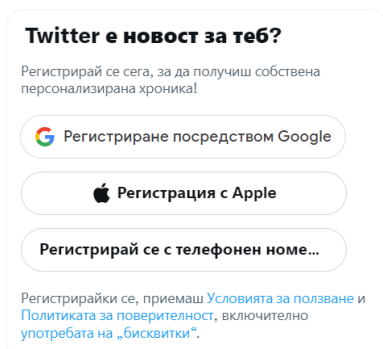 Twitter е новост за теб?
Регистрирай се сега, за да получиш собствена
персонализирана хроника!
Регистриране посредством Google
Регистрация с Apple
Регистрирай се с телефонен номе...
Регистрирайки се, приемаш Условията за ползване и
Политиката за поверителност, включително
употребата на „бисквитки“.